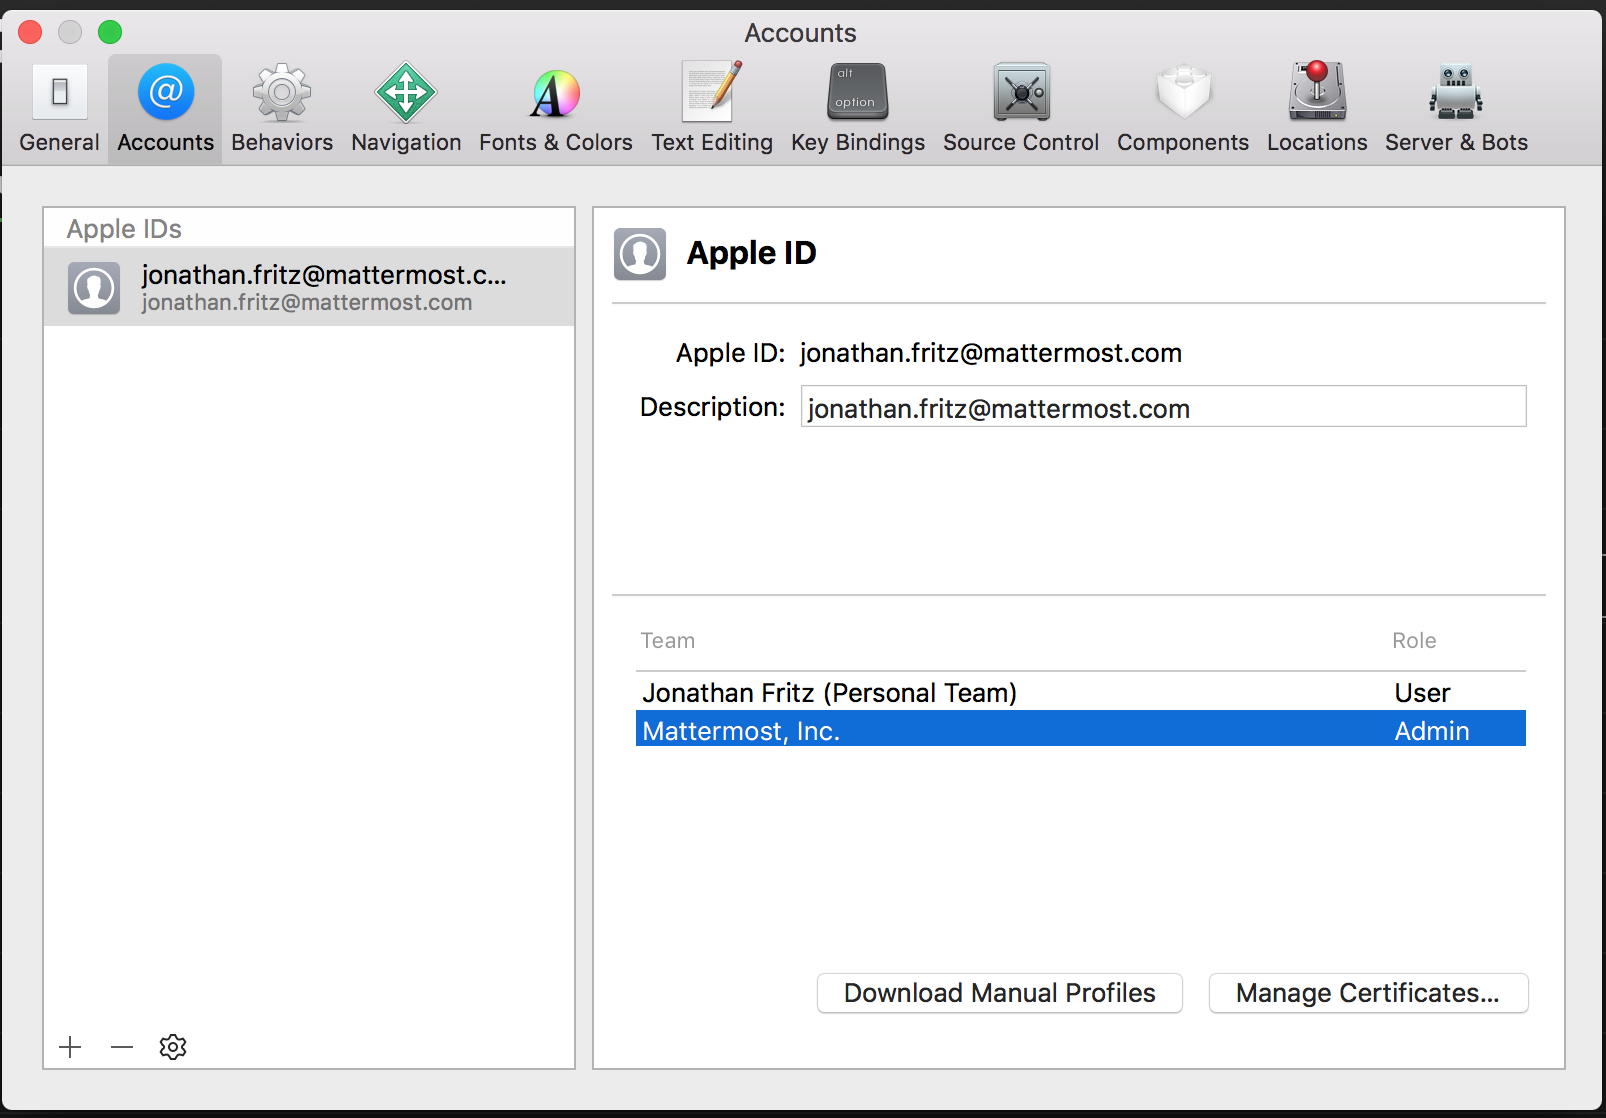 Accounts
General
Accounts
Behaviors
Navigation
Fonts & Colors
Text Editing
alt
option
Key Bindings
Source Control
Components
Locations
Server & Bots
Apple IDs
jonathan.fritz@mattermost.c...
jonathan.fritz@mattermost.com
Apple ID
Apple ID: jonathan.fritz@mattermost.com
Description: jonathan.fritz@mattermost.com
Team Role
Jonathan Fritz (Personal Team) User
Mattermost, Inc. Admin
Download Manual Profiles
Manage Certificates...